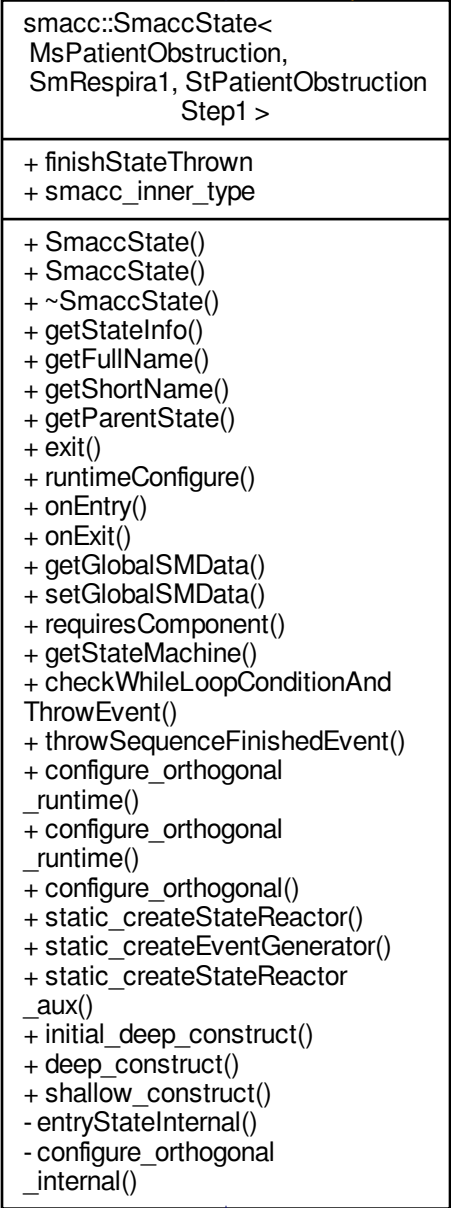 smacc::SmaccState<
MsPatientObstruction,
SmRespira1, StPatientObstruction
Step1 >
+ finishStateThrown
+ smacc_inner_type
+ SmaccState()
+ SmaccState()
+ ~SmaccState()
+ getStateInfo()
+ getFullName()
+ getShortName()
+ getParentState()
+ exit()
+ runtimeConfigure()
+ onEntry()
+ onExit()
+ getGlobalSMData()
+ setGlobalSMData()
+ requiresComponent()
+ getStateMachine()
+ checkWhileLoopConditionAnd
ThrowEvent()
+ throwSequenceFinishedEvent()
+ configure_orthogonal
_runtime()
+ configure_orthogonal
_runtime()
+ configure_orthogonal()
+ static_createStateReactor()
+ static_createEventGenerator()
+ static_createStateReactor
_aux()
+ initial_deep_construct()
+ deep_construct()
+ shallow_construct()
- entryStateInternal()
- configure_orthogonal
_internal()